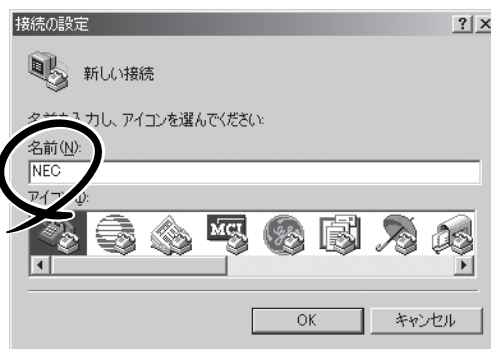 接続の設定
新しい接続
名前を入力し、アイコンを選んでください:
名前(N):
NEC
アイコン(I):
MCI
OK
キャンセル